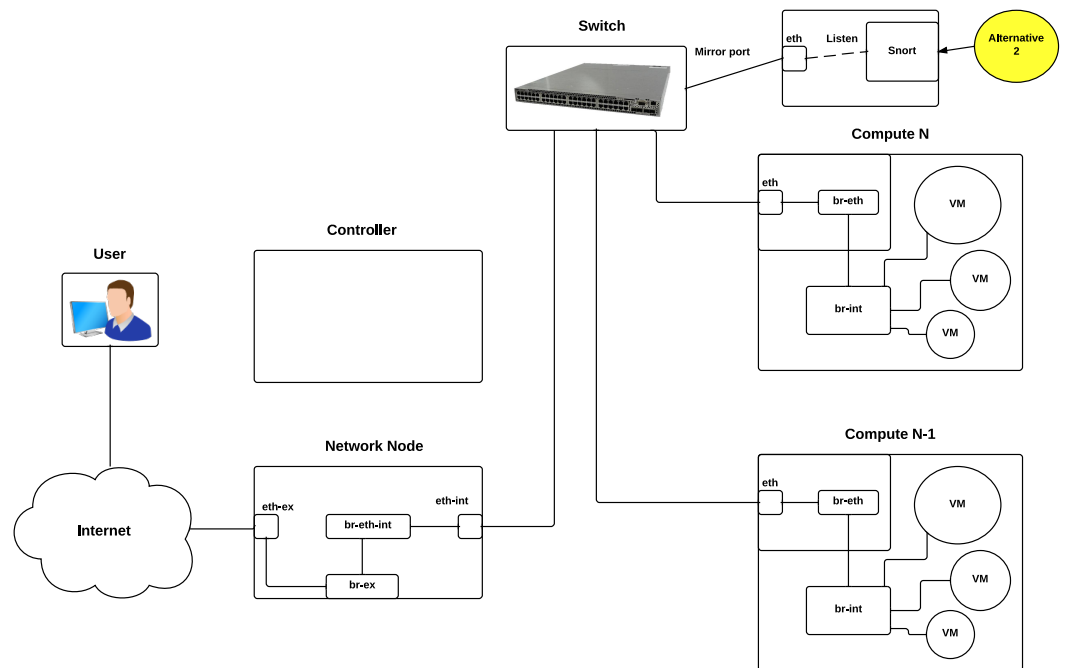 Switch
Mirror port
eth
Listen
Snort
Alternative
2
Compute N
eth
br-eth
VM
VM
br-int
VM
Controller
User
Network Node
eth-ex
eth-int
br-eth-int
br-ex
Internet
Compute N-1
eth
br-eth
VM
VM
br-int
VM